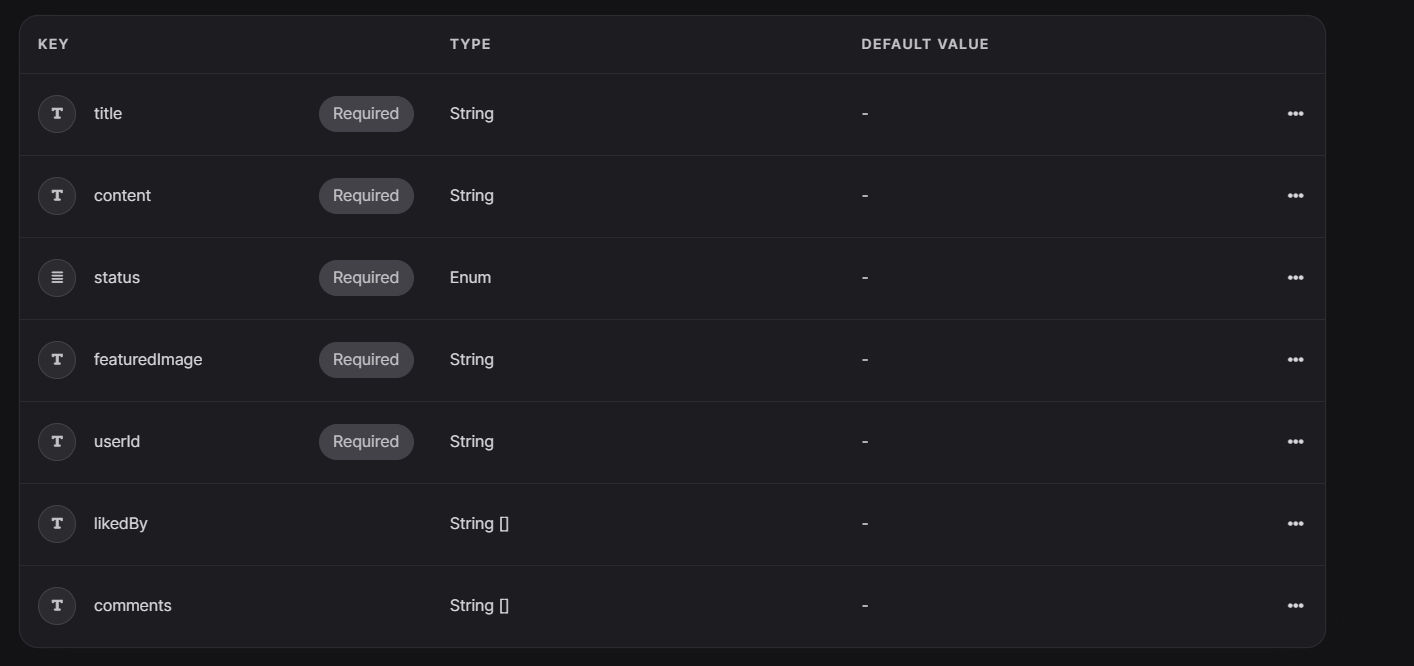 KEY TYPE DEFAULT VALUE
title Required String -
content Required String -
status Required Enum -
featuredImage Required String -
userId Required String -
likedBy String [] -
comments String [] -